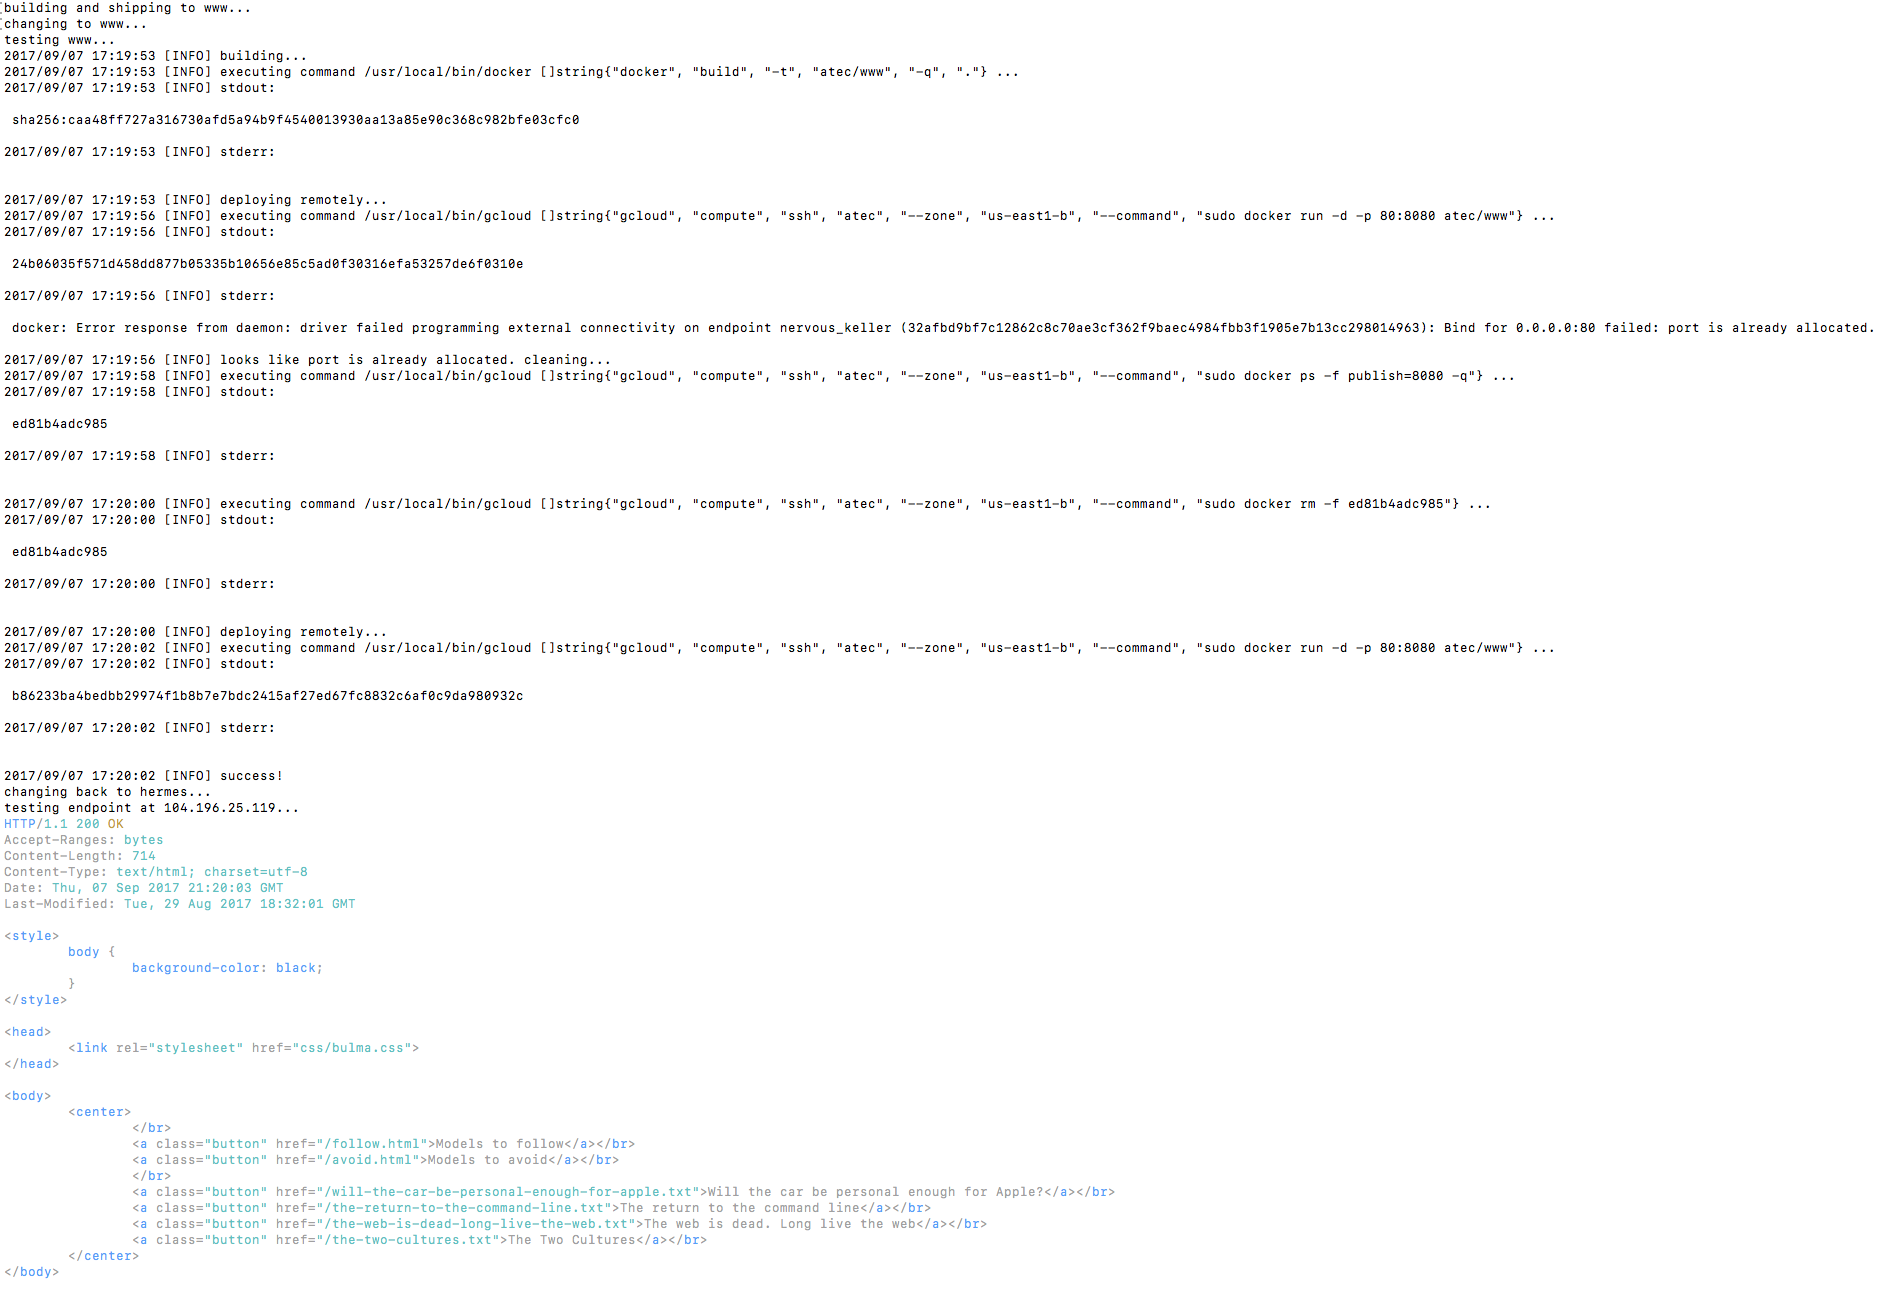 building and shipping to www...
changing to www...
testing www...
2017/09/07 17:19:53 [INFO] building...
2017/09/07 17:19:53 [INFO] executing command /usr/local/bin/docker []string{"docker", "build", "-t", "atec/www", "-q", "."} ...
2017/09/07 17:19:53 [INFO] stdout:

 sha256:caa48ff727a316730afd5a94b9f4540013930aa13a85e90c368c982bfe03cfc0

2017/09/07 17:19:53 [INFO] stderr:


2017/09/07 17:19:53 [INFO] deploying remotely...
2017/09/07 17:19:56 [INFO] executing command /usr/local/bin/gcloud []string{"gcloud", "compute", "ssh", "atec", "--zone", "us-east1-b", "--command", "sudo docker run -d -p 80:8080 atec/www"} ...
2017/09/07 17:19:56 [INFO] stdout:

 24b06035f571d458dd877b05335b10656e85c5ad0f30316efa53257de6f0310e

2017/09/07 17:19:56 [INFO] stderr:

 docker: Error response from daemon: driver failed programming external connectivity on endpoint nervous_keller (32afbd9bf7c12862c8c70ae3cf362f9baec4984fbb3f1905e7b13cc298014963): Bind for 0.0.0.0:80 failed: port is already allocated.

2017/09/07 17:19:56 [INFO] looks like port is already allocated. cleaning...
2017/09/07 17:19:58 [INFO] executing command /usr/local/bin/gcloud []string{"gcloud", "compute", "ssh", "atec", "--zone", "us-east1-b", "--command", "sudo docker ps -f publish=8080 -q"} ...
2017/09/07 17:19:58 [INFO] stdout:

 ed81b4adc985

2017/09/07 17:19:58 [INFO] stderr:


2017/09/07 17:20:00 [INFO] executing command /usr/local/bin/gcloud []string{"gcloud", "compute", "ssh", "atec", "--zone", "us-east1-b", "--command", "sudo docker rm -f ed81b4adc985"} ...
2017/09/07 17:20:00 [INFO] stdout:

 ed81b4adc985

2017/09/07 17:20:00 [INFO] stderr:


2017/09/07 17:20:00 [INFO] deploying remotely...
2017/09/07 17:20:02 [INFO] executing command /usr/local/bin/gcloud []string{"gcloud", "compute", "ssh", "atec", "--zone", "us-east1-b", "--command", "sudo docker run -d -p 80:8080 atec/www"} ...
2017/09/07 17:20:02 [INFO] stdout:

 b86233ba4bedbb29974f1b8b7e7bdc2415af27ed67fc8832c6af0c9da980932c

2017/09/07 17:20:02 [INFO] stderr:


2017/09/07 17:20:02 [INFO] success!
changing back to hermes...
testing endpoint at 104.196.25.119...
HTTP/1.1 200 OK
Accept-Ranges: bytes
Content-Length: 714
Content-Type: text/html; charset=utf-8
Date: Thu, 07 Sep 2017 21:20:03 GMT
Last-Modified: Tue, 29 Aug 2017 18:32:01 GMT

<style>
        body {
                background-color: black;
        }
</style>

<head>
        <link rel="stylesheet" href="css/bulma.css">
</head>

<body>
        <center>
                </br>
                <a class="button" href="/follow.html">Models to follow</a></br>
                <a class="button" href="/avoid.html">Models to avoid</a></br>
                </br>
                <a class="button" href="/will-the-car-be-personal-enough-for-apple.txt">Will the car be personal enough for Apple?</a></br>
                <a class="button" href="/the-return-to-the-command-line.txt">The return to the command line</a></br>
                <a class="button" href="/the-web-is-dead-long-live-the-web.txt">The web is dead. Long live the web</a></br>
                <a class="button" href="/the-two-cultures.txt">The Two Cultures</a></br>
        </center>
</body>